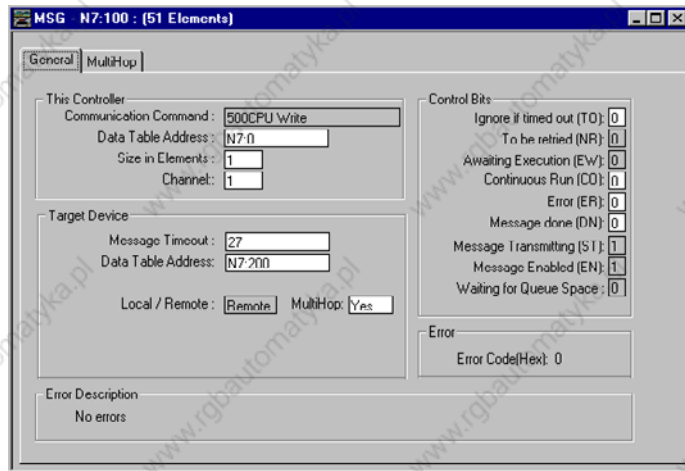 MSG - N7:100 : (51 Elements)
General MultiHop
This Controller
Communication Command : 500CPU Write
Data Table Address : N7:0
Size in Elements : 1
Channel: 1
Target Device
Message Timeout : 27
Data Table Address: N7:200
Local / Remote : Remote MultiHop: Yes
Control Bits
Ignore if timed out (TO): 0
To be retried (NR): 0
Awaiting Execution (EW): 0
Continuous Run (CO): 0
Error (ER): 0
Message done (DN): 0
Message Transmitting (ST): 1
Message Enabled (EN): 1
Waiting for Queue Space : 0
Error
Error Code(Hex): 0
Error Description
No errors
www.rgbautomatyka.pl